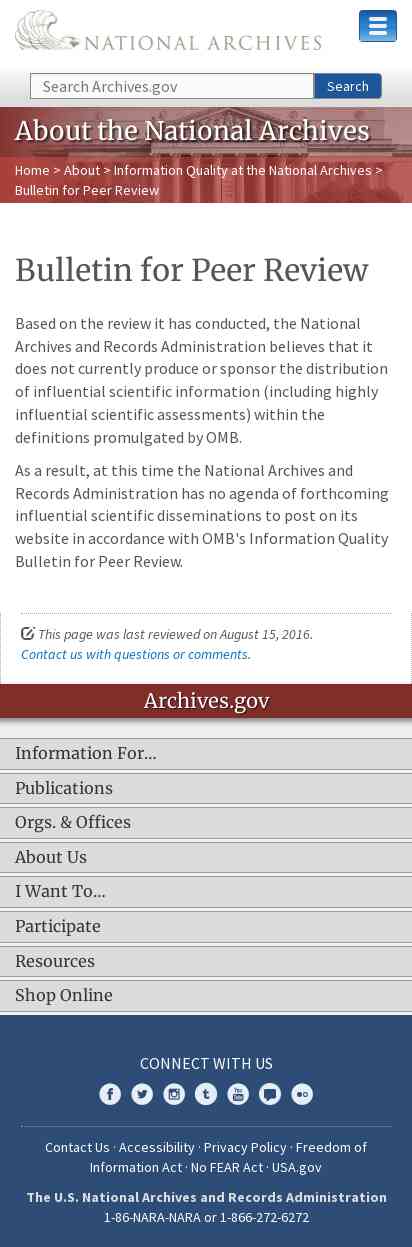 NATIONAL ARCHIVES
Search Archives.gov
Search
About the National Archives
Home > About > Information Quality at the National Archives >
Bulletin for Peer Review
Bulletin for Peer Review
Based on the review it has conducted, the National
Archives and Records Administration believes that it
does not currently produce or sponsor the distribution
of influential scientific information (including highly
influential scientific assessments) within the
definitions promulgated by OMB.
As a result, at this time the National Archives and
Records Administration has no agenda of forthcoming
influential scientific disseminations to post on its
website in accordance with OMB's Information Quality
Bulletin for Peer Review.
This page was last reviewed on August 15, 2016.
Contact us with questions or comments.
Archives.gov
Information For…
Publications
Orgs. & Offices
About Us
I Want To…
Participate
Resources
Shop Online
CONNECT WITH US
Contact Us · Accessibility · Privacy Policy · Freedom of
Information Act · No FEAR Act · USA.gov
The U.S. National Archives and Records Administration
1-86-NARA-NARA or 1-866-272-6272